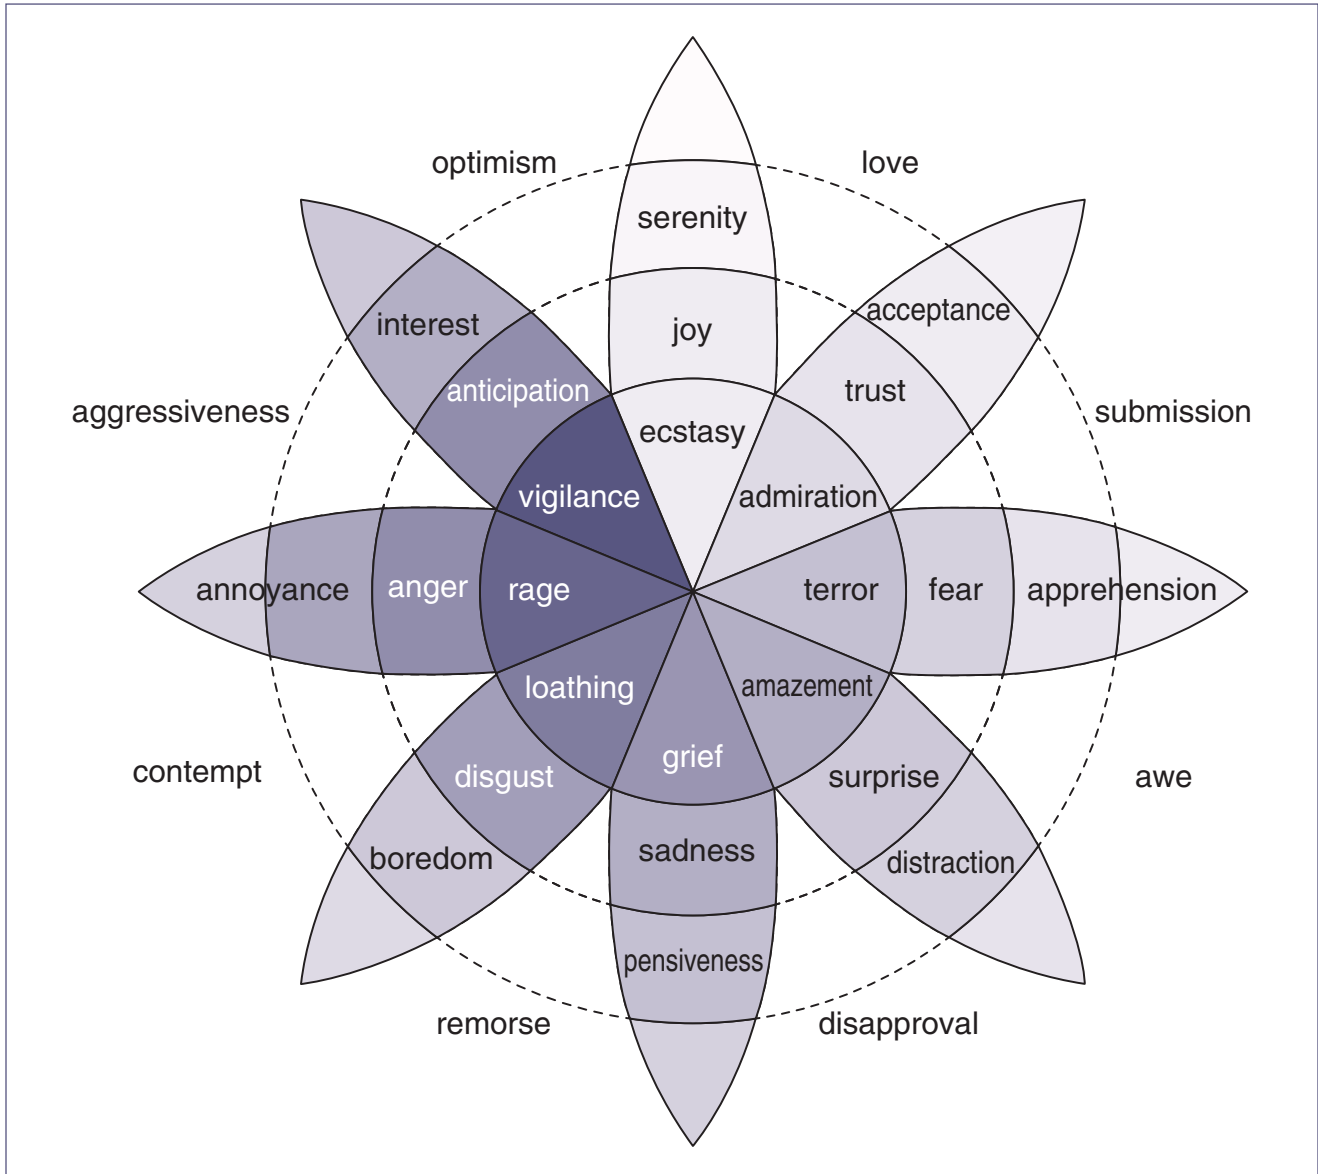 optimism
love
serenity
acceptance
interest
joy
anticipation
trust
aggressiveness
submission
ecstasy
vigilance
admiration
annoyance
anger
rage
terror
fear
apprehension
loathing
amazement
grief
contempt
disgust
surprise
awe
boredom
sadness
distraction
pensiveness
remorse
disapproval